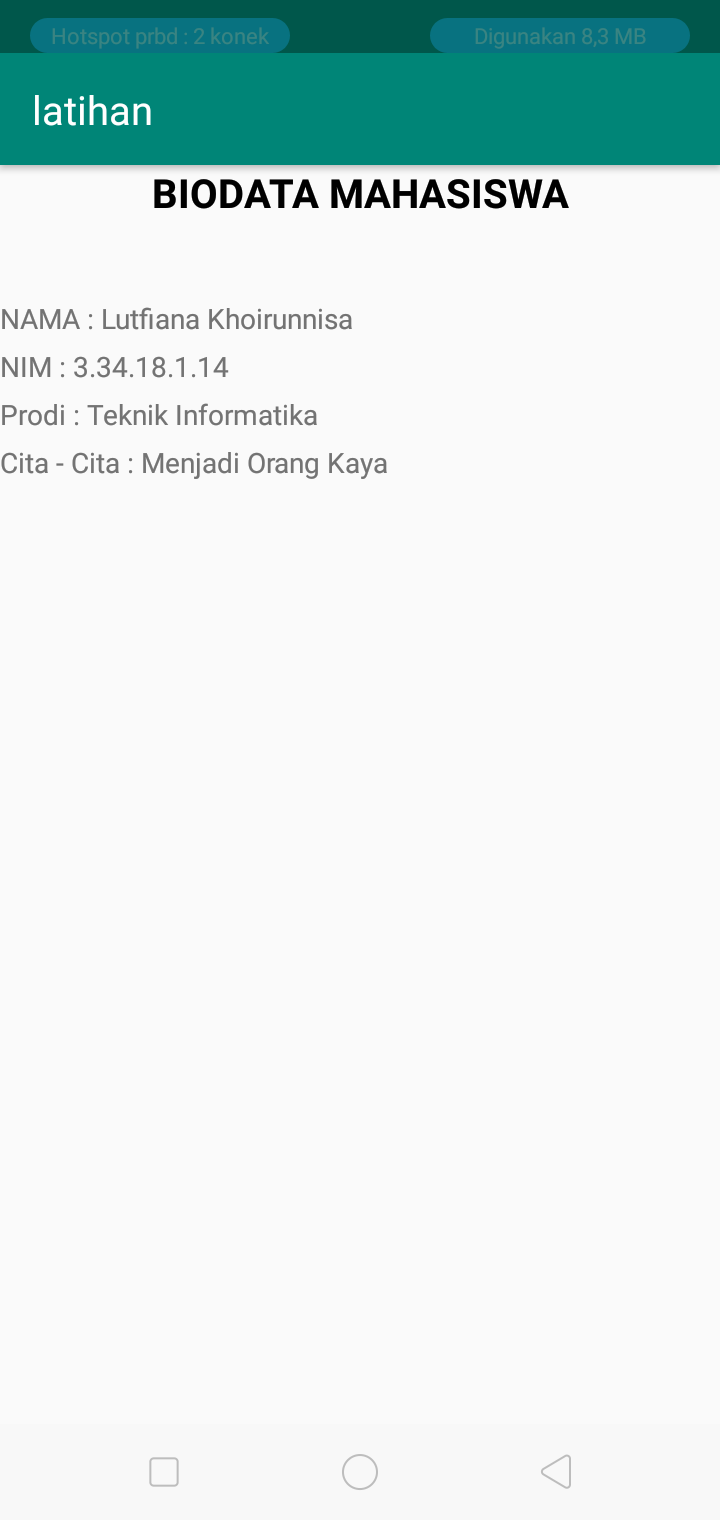 Hotspot prbd : 2 konek
Digunakan 8,3 MB
latihan
BIODATA MAHASISWA
NAMA : Lutfiana Khoirunnisa
NIM : 3.34.18.1.14
Prodi : Teknik Informatika
Cita - Cita : Menjadi Orang Kaya